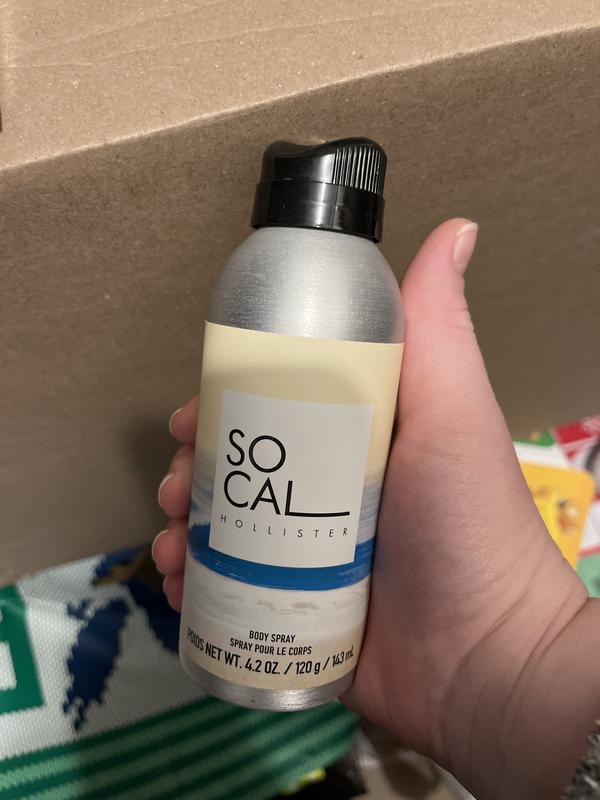 SO
CAL
HOLLISTER
BODY SPRAY
SPRAY POUR LE CORPS
POIDS NET WT. 4.2 OZ. / 120 g / 143 mL